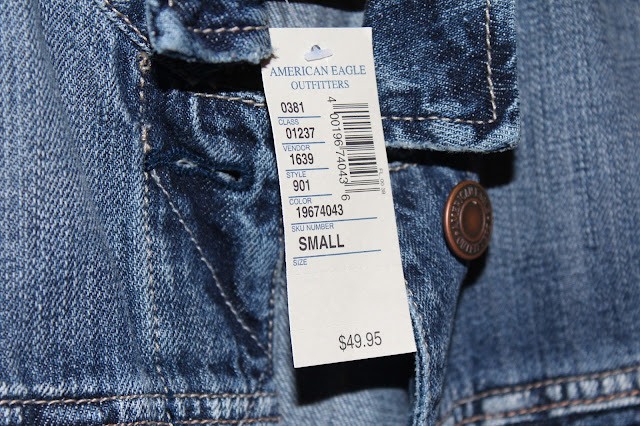 AMERICAN EAGLE
OUTFITTERS
0381
CLASS
01237
VENDOR
1639
STYLE
901
COLOR
19674043
SKU NUMBER
SMALL
SIZE
$49.95
4 00196 74043 6